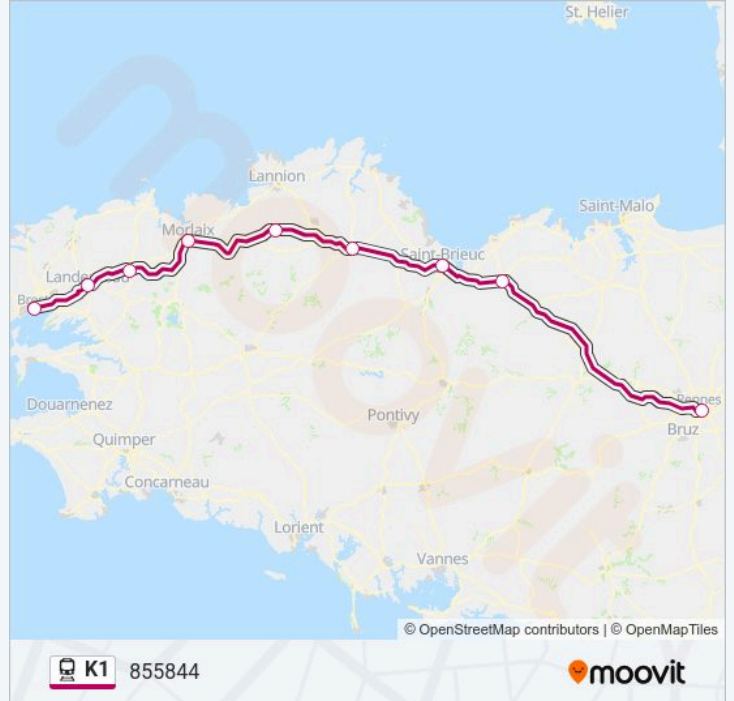 St. Helier
Lannion
Saint-Malo
Morlaix
Saint-Brieuc
Rennes
Douarnenez
Pontivy
Bruz
Quimper
Concarneau
Lorient
Vannes
© OpenStreetMap contributors | © OpenMapTiles
K1 855844
moovit